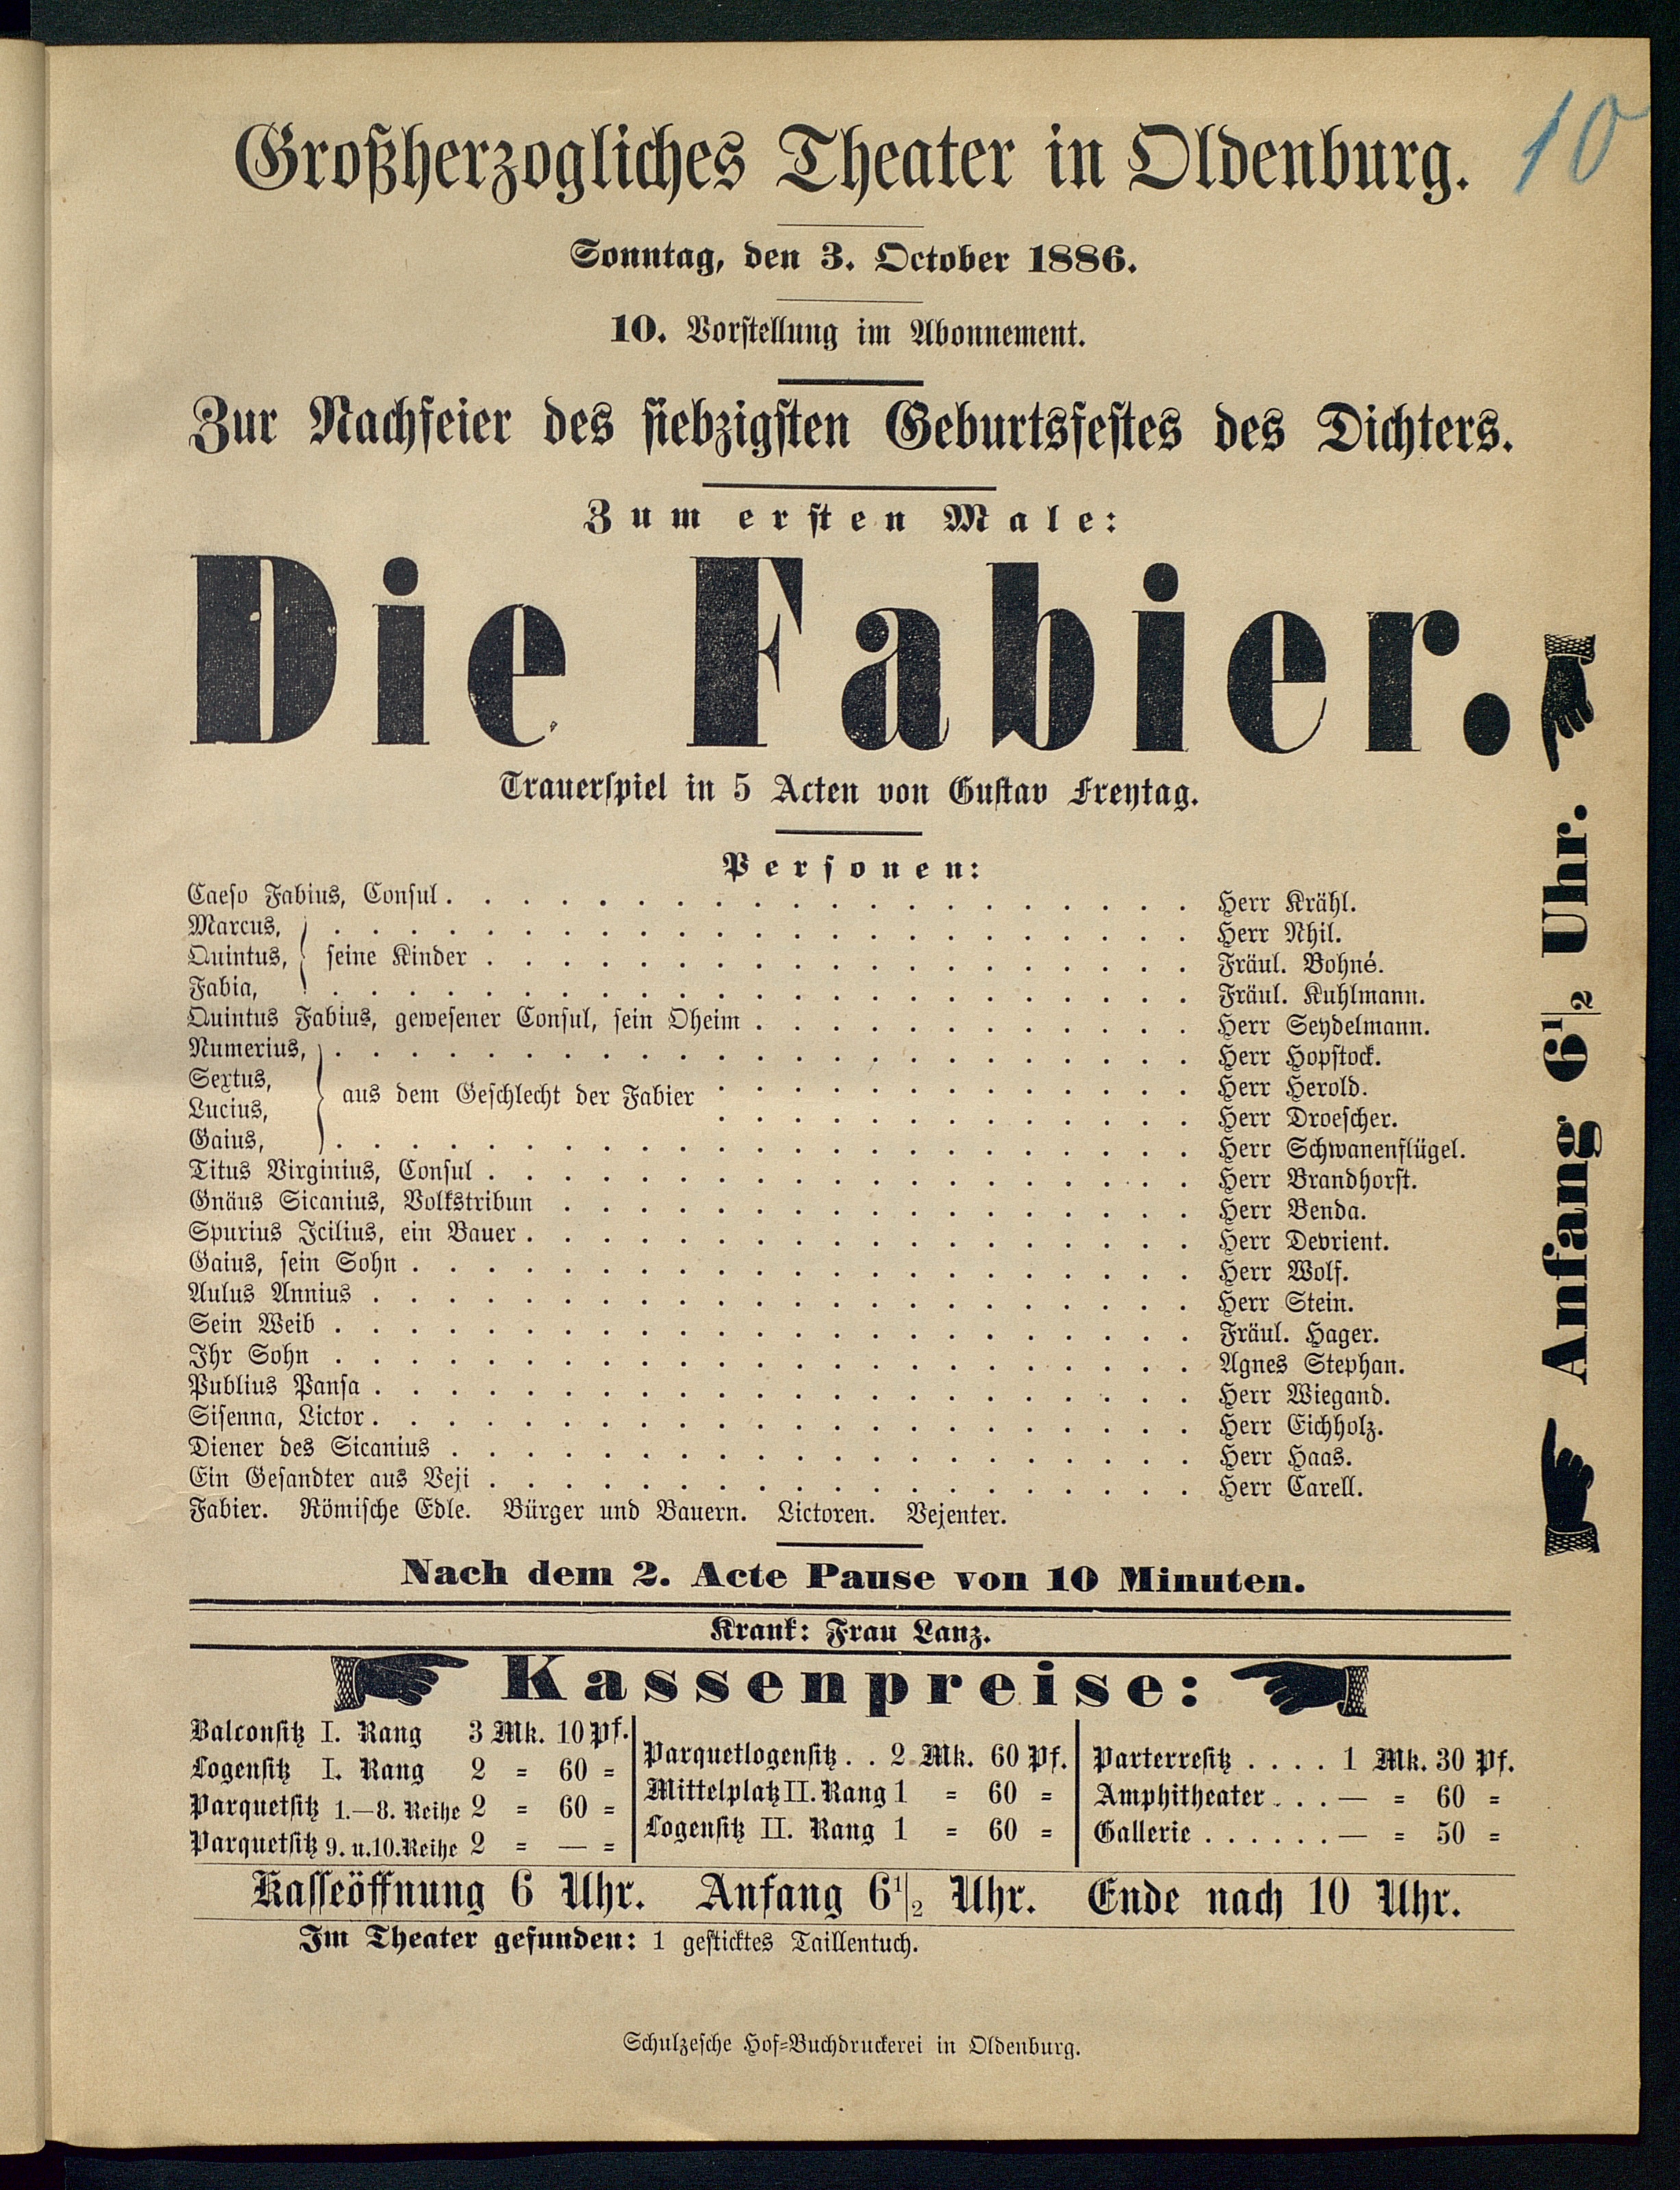 10
Großherzogliches Theater in Oldenburg.
Sonntag, den 3. October 1886.
10. Vorstellung im Abonnement.
Zur Nachfeier des siebzigsten Geburtsfestes des Dichters.
Zum ersten Male:
Die Fabier.
Trauerspiel in 5 Acten von Gustav Freytag.
Personen:
Caeso Fabius, Consul . . . . . Herr Krähl.
Marcus, . . . . . Herr Nhil.
Quintus, } seine Kinder . . . . . Fräul. Bohné.
Fabia, . . . . . Fräul. Kuhlmann.
Quintus Fabius, gewesener Consul, sein Oheim . . . . . Herr Seydelmann.
Numerius, . . . . . Herr Hopstock.
Sextus, . . . . . Herr Herold.
aus dem Geschlecht der Fabier
Lucius, . . . . . Herr Droescher.
Gaius, . . . . . Herr Schwanenflügel.
Titus Virginius, Consul . . . . . Herr Brandhorst.
Gnäus Sicanius, Volkstribun . . . . . Herr Benda.
Spurius Icilius, ein Bauer . . . . . Herr Devrient.
Gaius, sein Sohn . . . . . Herr Wolf.
Aulus Annius . . . . . Herr Stein.
Sein Weib . . . . . Fräul. Hager.
Ihr Sohn . . . . . Agnes Stephan.
Publius Pansa . . . . . Herr Wiegand.
Sisenna, Lictor . . . . . Herr Eichholz.
Diener des Sicanius . . . . . Herr Haas.
Ein Gesandter aus Veji . . . . . Herr Carell.
Fabier. Römische Edle. Bürger und Bauern. Lictoren. Vejenter.
Anfang 6 1/2 Uhr.
Nach dem 2. Acte Pause von 10 Minuten.
Krank: Frau Lanz.
Kassenpreise:
Balconsitz I. Rang 3 Mk. 10 Pf.
Logensitz I. Rang 2 = 60 =
Parquetsitz 1.—8. Reihe 2 = 60 =
Parquetsitz 9. u. 10. Reihe 2 = — =
Parquetlogensitz . . 2 Mk. 60 Pf.
Mittelplatz II. Rang 1 = 60 =
Logensitz II. Rang 1 = 60 =
Parterresitz . . . . 1 Mk. 30 Pf.
Amphitheater . . . — = 60 =
Gallerie . . . . . . — = 50 =
Kasseöffnung 6 Uhr. Anfang 6 1/2 Uhr. Ende nach 10 Uhr.
Im Theater gefunden: 1 gesticktes Taillentuch.
Schulzesche Hof=Buchdruckerei in Oldenburg.